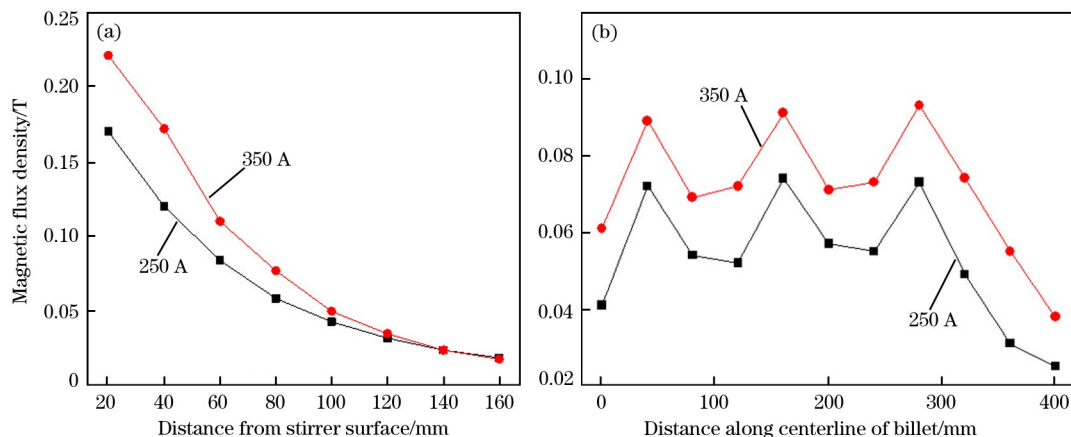 (a)
0.25
0.20
0.15
0.10
0.05
0
Magnetic flux density/T
350 A
250 A
20 40 60 80 100 120 140 160
Distance from stirrer surface/mm
(b)
0.10
0.08
0.06
0.04
0.02
350 A
250 A
0 100 200 300 400
Distance along centerline of billet/mm